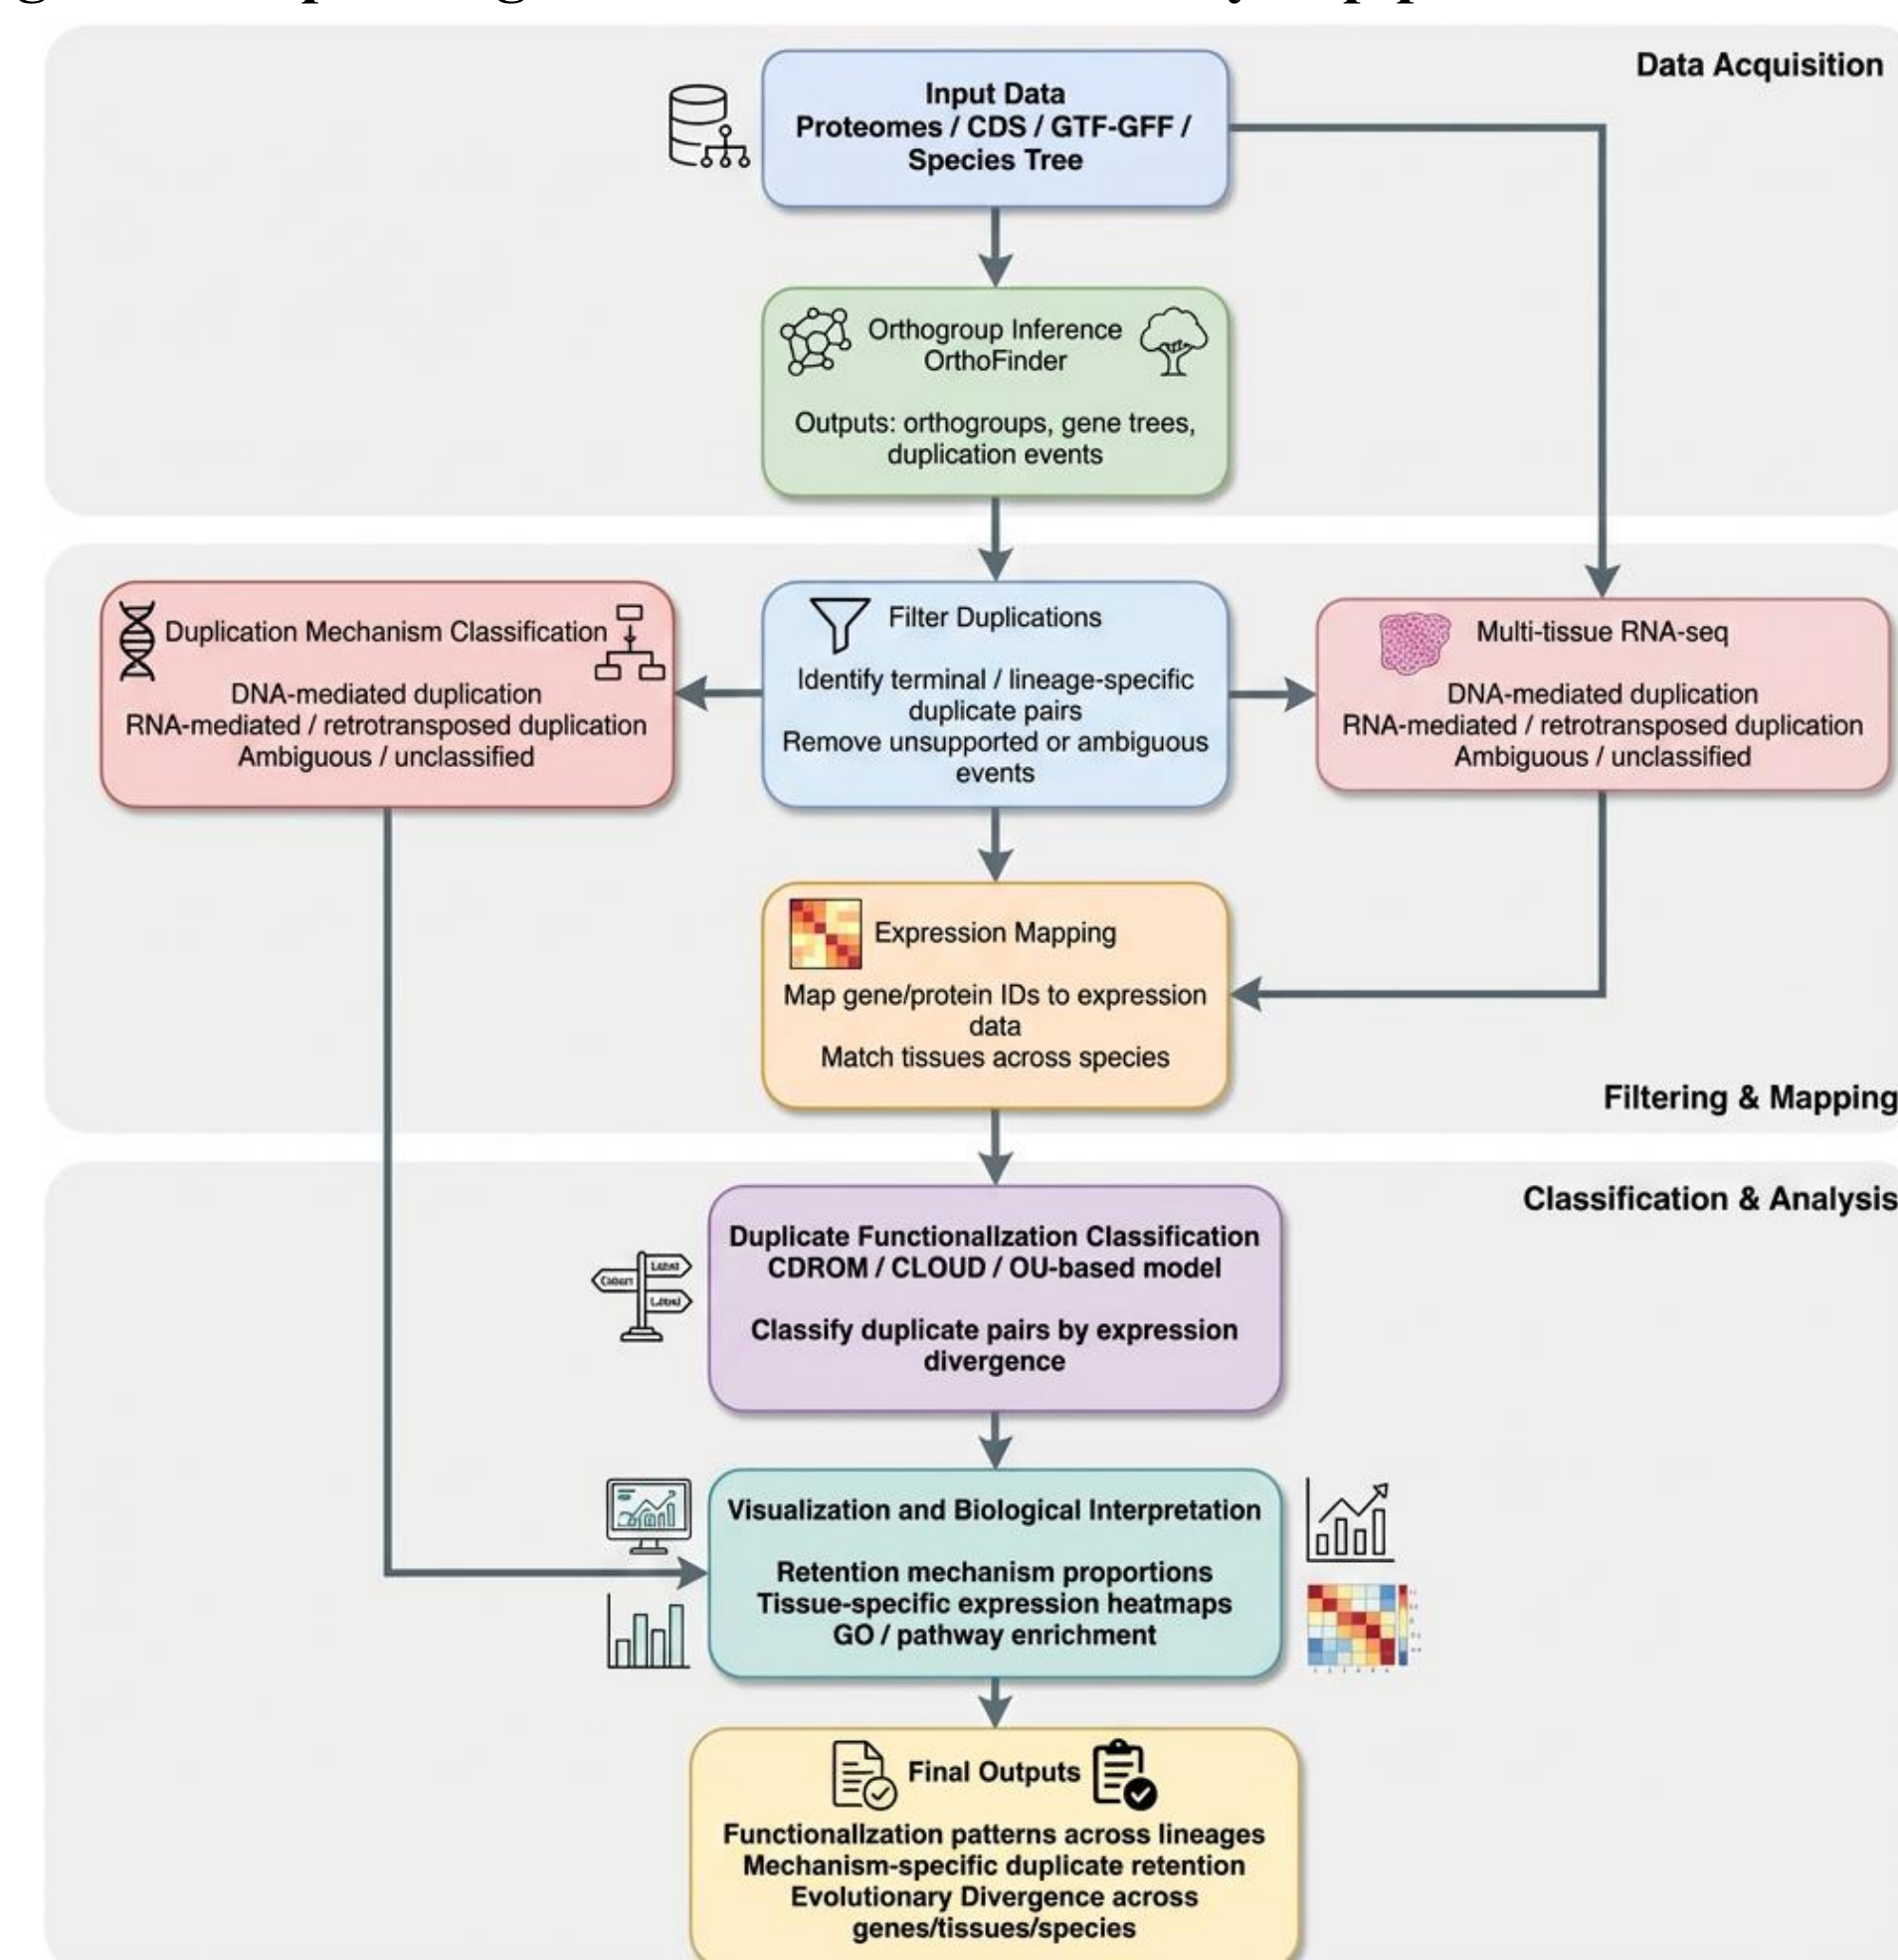 Data Acquisition
Input Data
Proteomes / CDS / GTF-GFF /
Species Tree
Orthogroup Inference
OrthoFinder
Outputs: orthogroups, gene trees,
duplication events
Duplication Mechanism Classification
DNA-mediated duplication
RNA-mediated / retrotransposed duplication
Ambiguous / unclassified
Filter Duplications
Identify terminal / lineage-specific
duplicate pairs
Remove unsupported or ambiguous
events
Multi-tissue RNA-seq
DNA-mediated duplication
RNA-mediated / retrotransposed duplication
Ambiguous / unclassified
Expression Mapping
Map gene/protein IDs to expression
data
Match tissues across species
Filtering & Mapping
Classification & Analysis
Duplicate Functionallzation Classification
CDROM / CLOUD / OU-based model
Classify duplicate pairs by expression
divergence
Visualization and Biological Interpretation
Retention mechanism proportions
Tissue-specific expression heatmaps
GO / pathway enrichment
Final Outputs
Functionallzation patterns across lineages
Mechanism-specific duplicate retention
Evolutionary Divergence across
genes/tissues/species